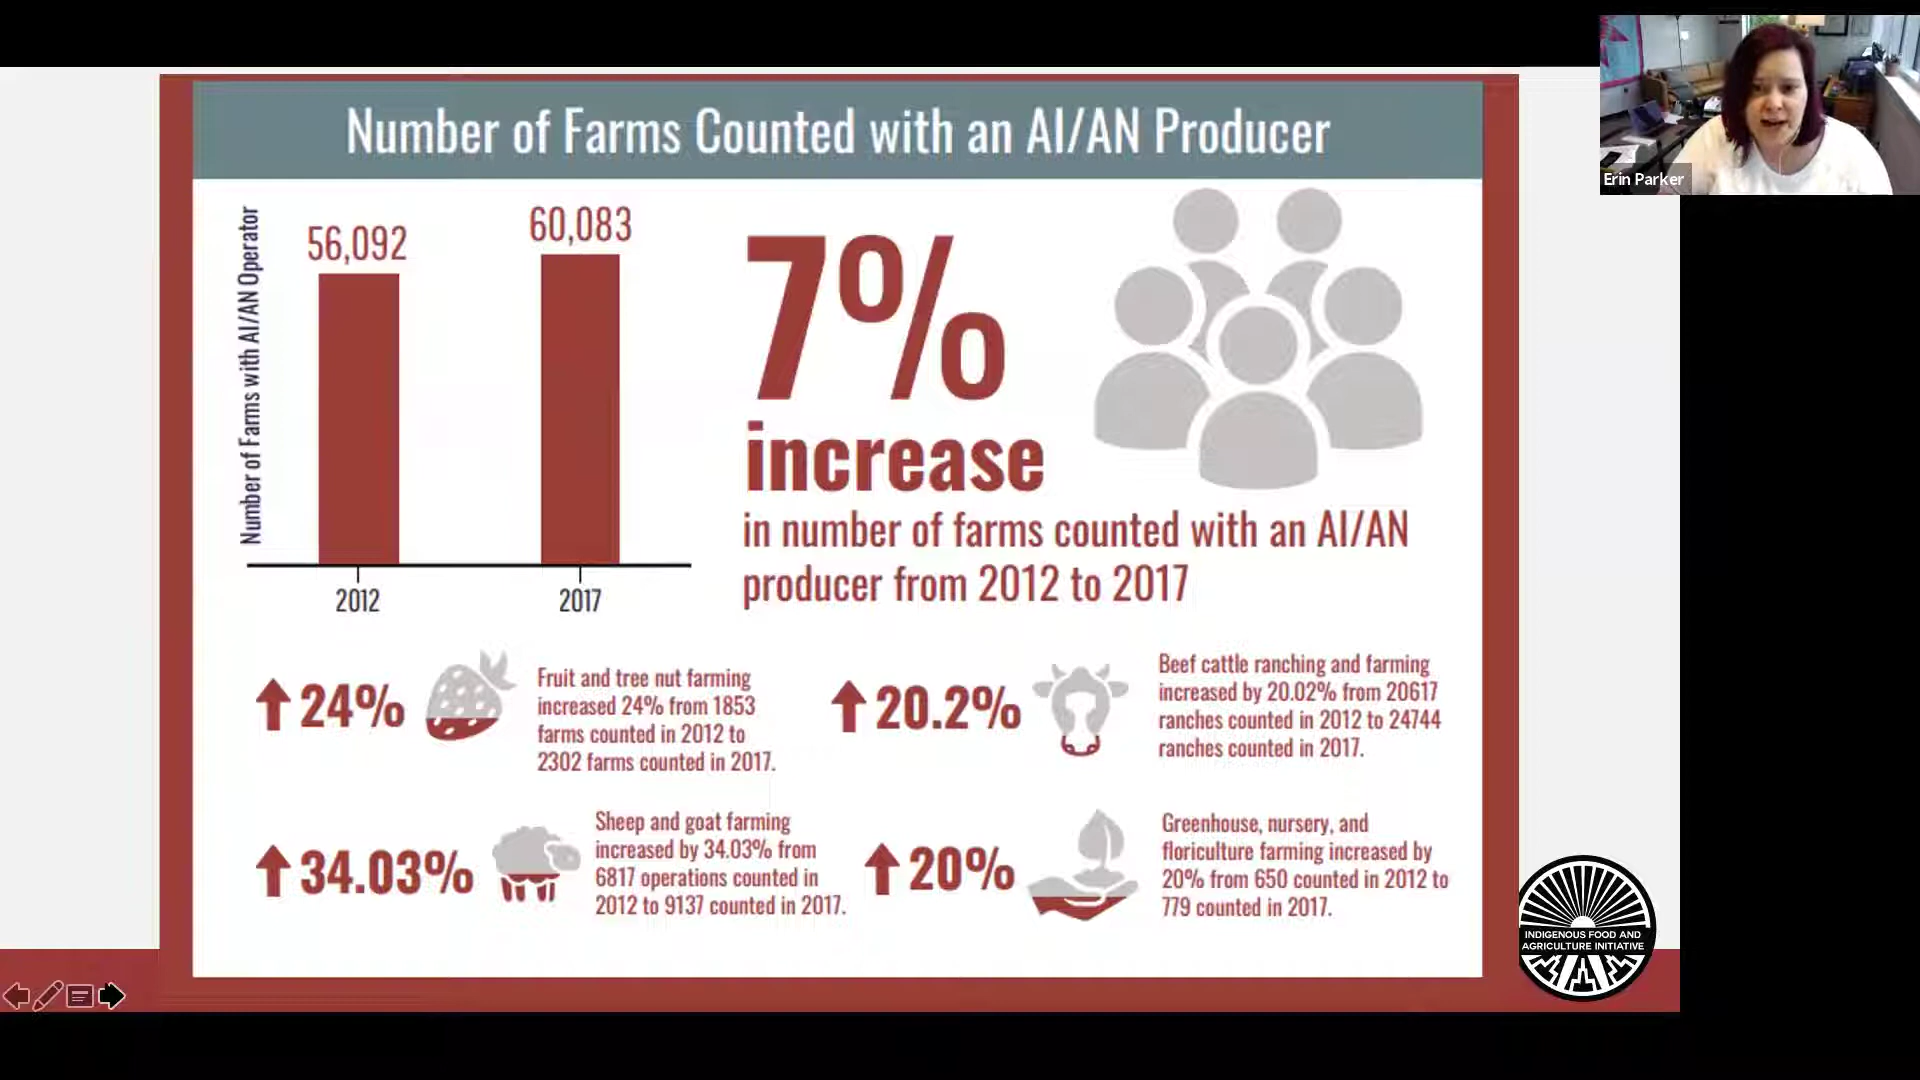 Number of Farms Counted with an AI/AN Producer
Number of Farms with AI/AN Operator
56,092
60,083
2012
2017
7%
increase
in number of farms counted with an AI/AN
producer from 2012 to 2017
24%
Fruit and tree nut farming
increased 24% from 1853
farms counted in 2012 to
2302 farms counted in 2017.
20.2%
Beef cattle ranching and farming
increased by 20.02% from 20617
ranches counted in 2012 to 24744
ranches counted in 2017.
34.03%
Sheep and goat farming
increased by 34.03% from
6817 operations counted in
2012 to 9137 counted in 2017.
20%
Greenhouse, nursery, and
floriculture farming increased by
20% from 650 counted in 2012 to
779 counted in 2017.
INDIGENOUS FOOD AND
AGRICULTURE INITIATIVE
Erin Parker